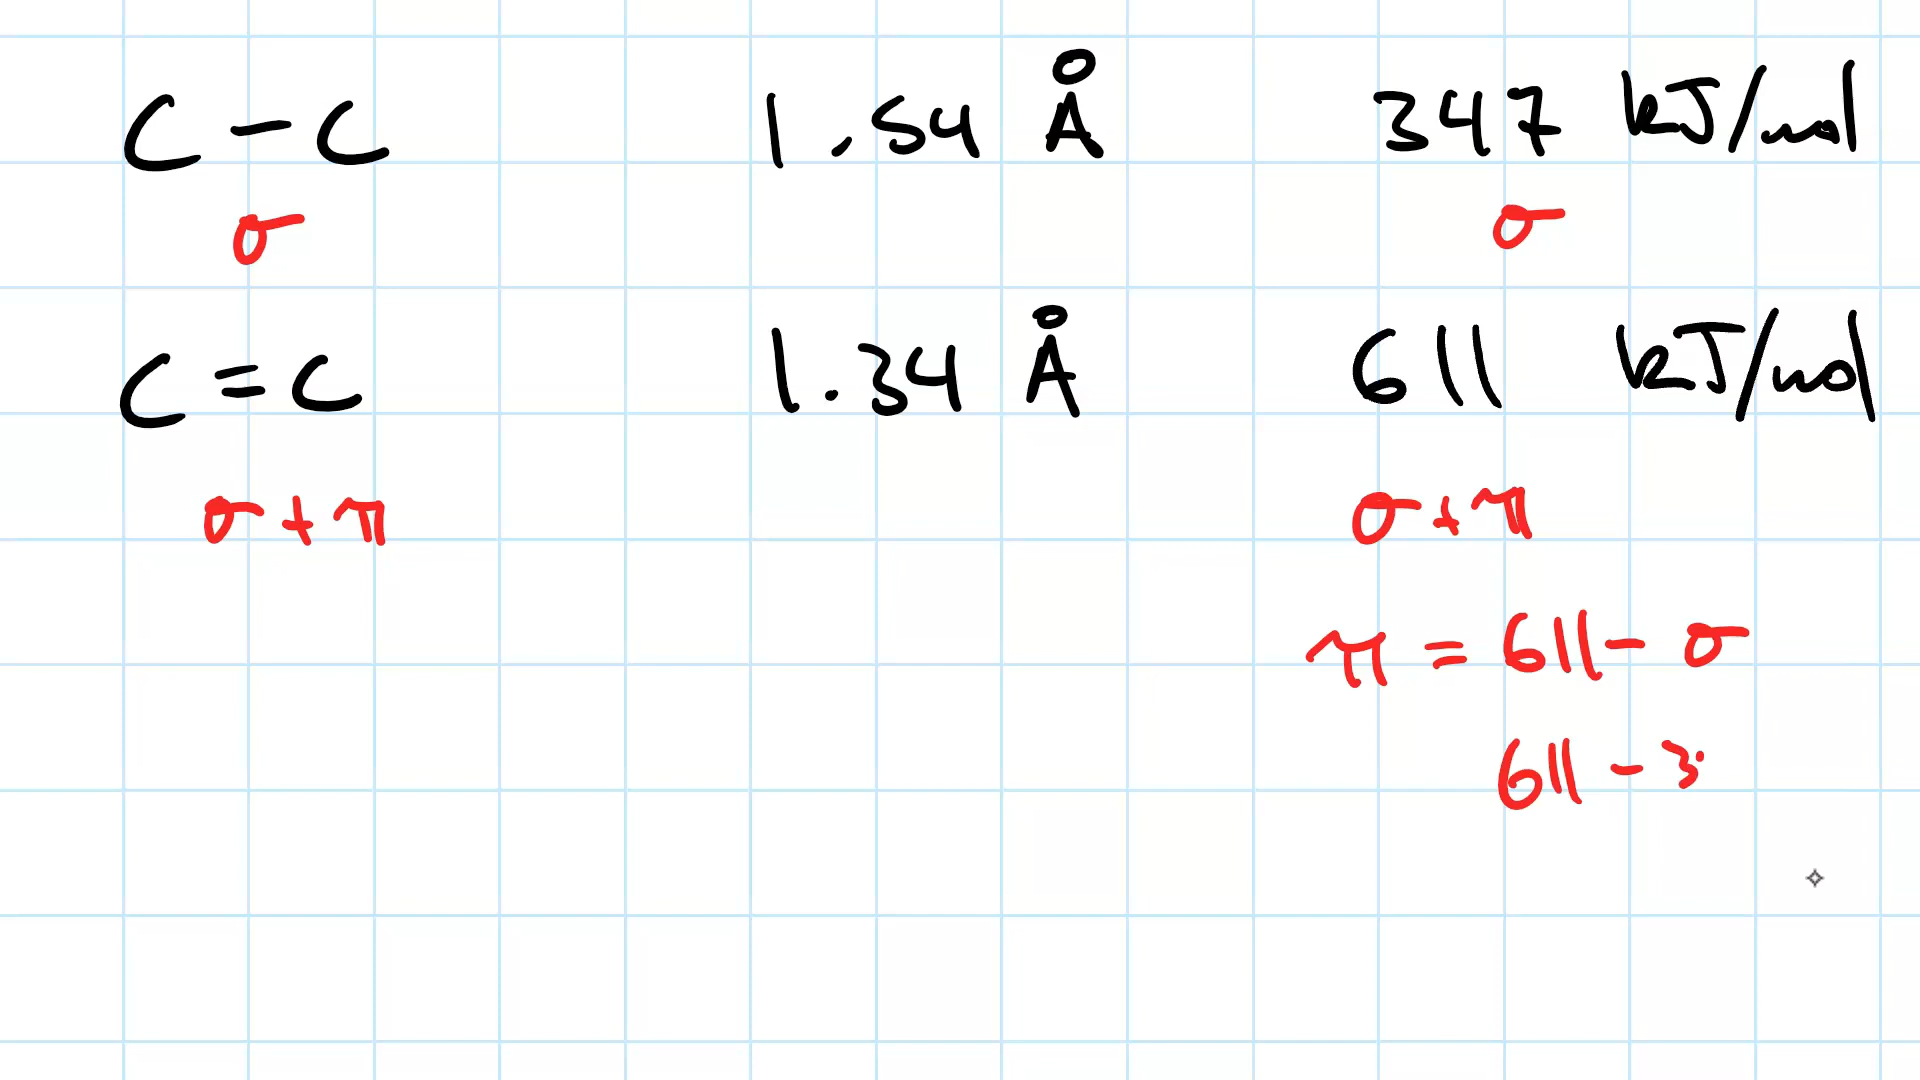 C - C 1.54 Å 347 kJ/mol
σ σ
C = C 1.34 Å 611 kJ/mol
σ + π σ + π
π = 611 - σ
611 - 3